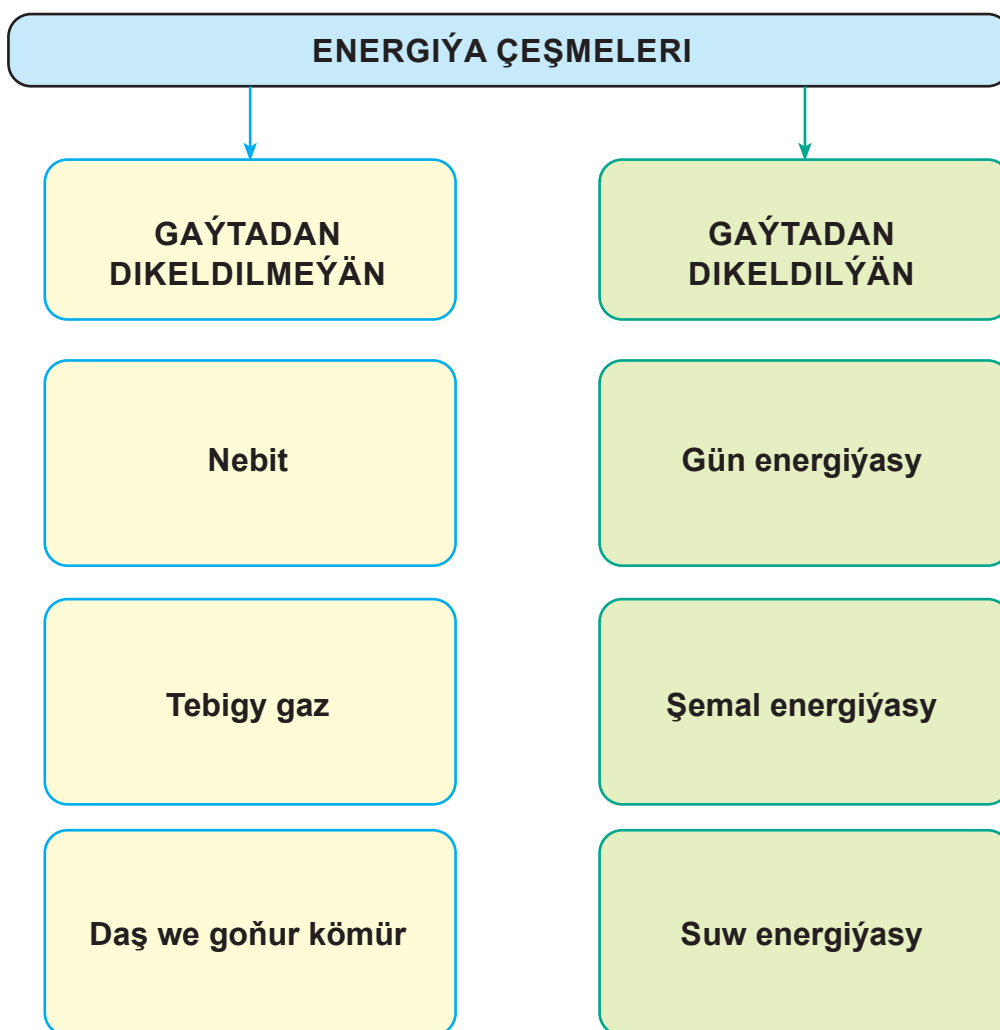 ENERGIÝA ÇEŞMELERI
GAÝTADAN
DIKELDILMEÝÄN
GAÝTADAN
DIKELDILÝÄN
Nebit
Gün energiýasy
Tebigy gaz
Şemal energiýasy
Daş we goňur kömür
Suw energiýasy